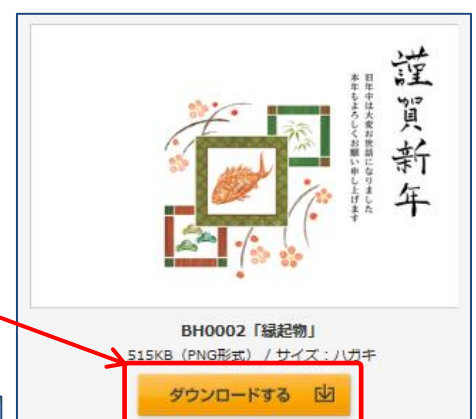 謹賀新年
旧年中は大変お世話になりました
本年もよろしくお願い申し上げます
BH0002「縁起物」
515KB（PNG形式） / サイズ：ハガキ
ダウンロードする